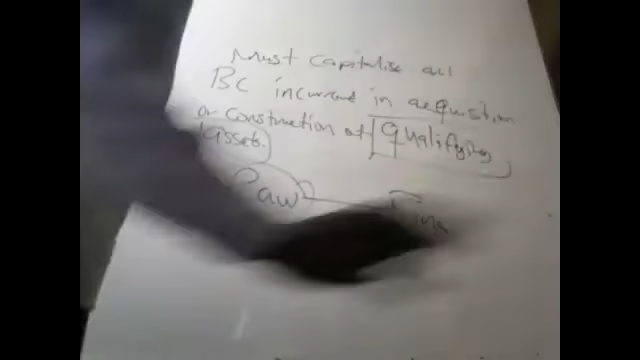 Must capitalise all
BC incurred in acquisition
or construction of qualifying
assets.